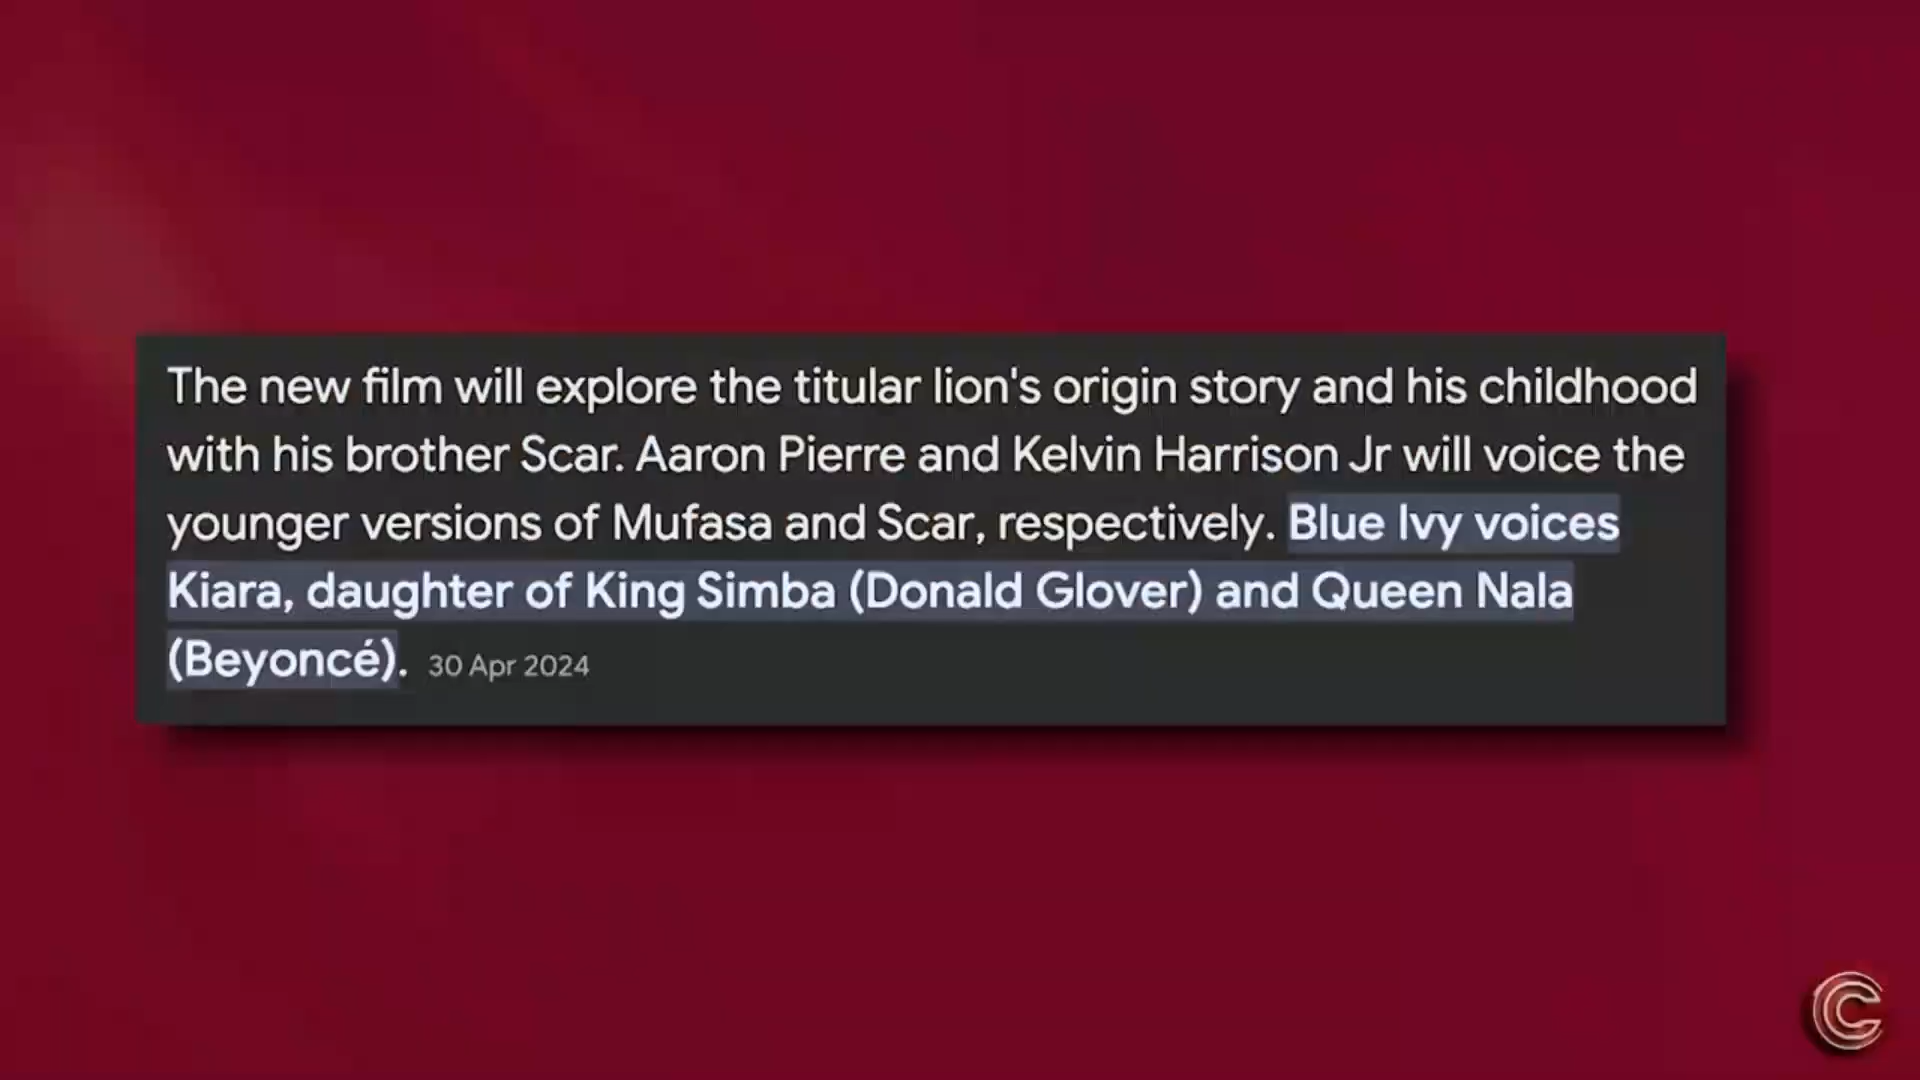 The new film will explore the titular lion's origin story and his childhood
with his brother Scar. Aaron Pierre and Kelvin Harrison Jr will voice the
younger versions of Mufasa and Scar, respectively. Blue Ivy voices
Kiara, daughter of King Simba (Donald Glover) and Queen Nala
(Beyoncé). 30 Apr 2024
C